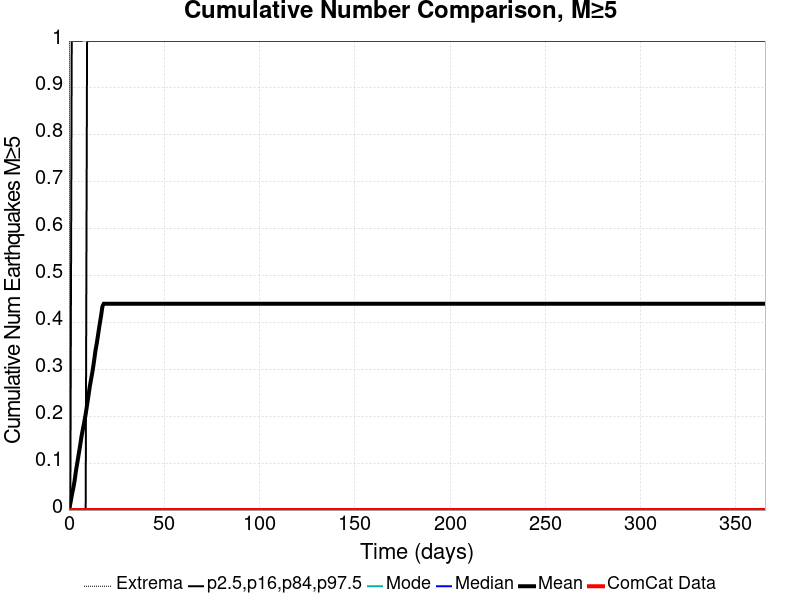 Cumulative Number Comparison, M≥5
Cumulative Num Earthquakes M≥5
1
0.9
0.8
0.7
0.6
0.5
0.4
0.3
0.2
0.1
0
0 50 100 150 200 250 300 350
Time (days)
Extrema p2.5,p16,p84,p97.5 Mode Median Mean ComCat Data